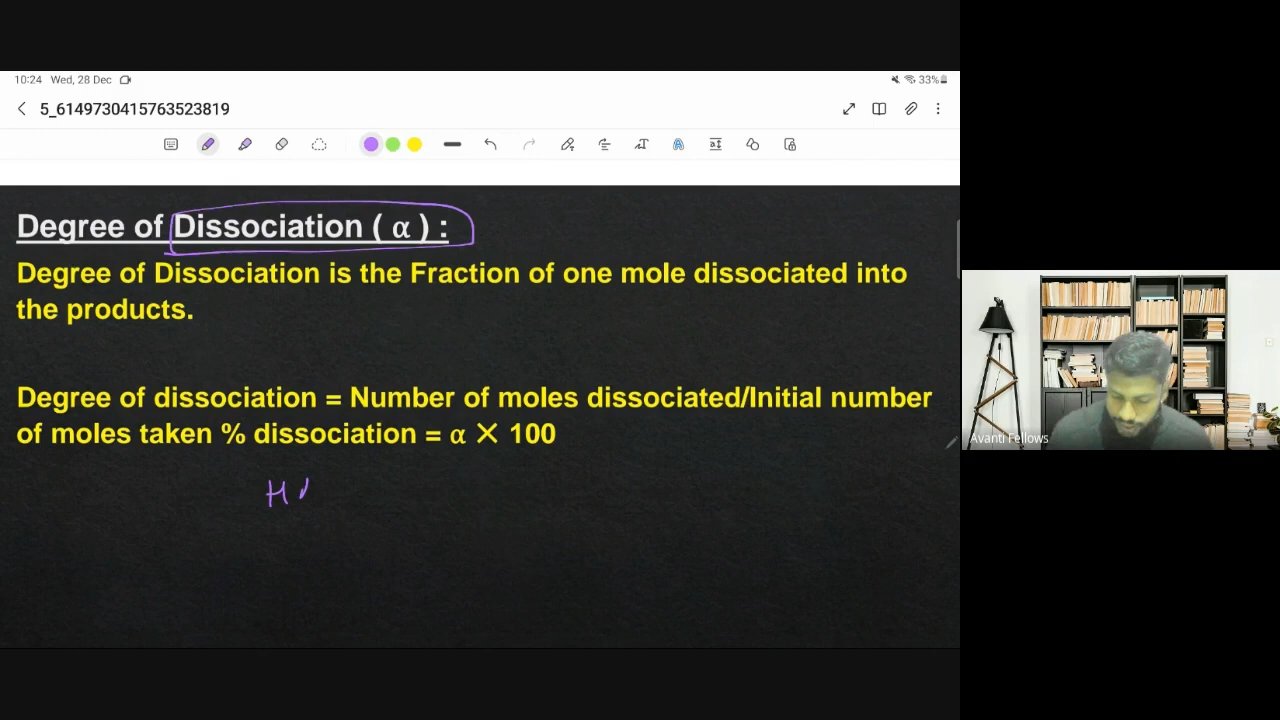 10:24 Wed, 28 Dec
33%
5_6149730415763523819
Degree of Dissociation ( α ) :
Degree of Dissociation is the Fraction of one mole dissociated into
the products.
Degree of dissociation = Number of moles dissociated/Initial number
of moles taken % dissociation = α ✕ 100
H
Avanti Fellows